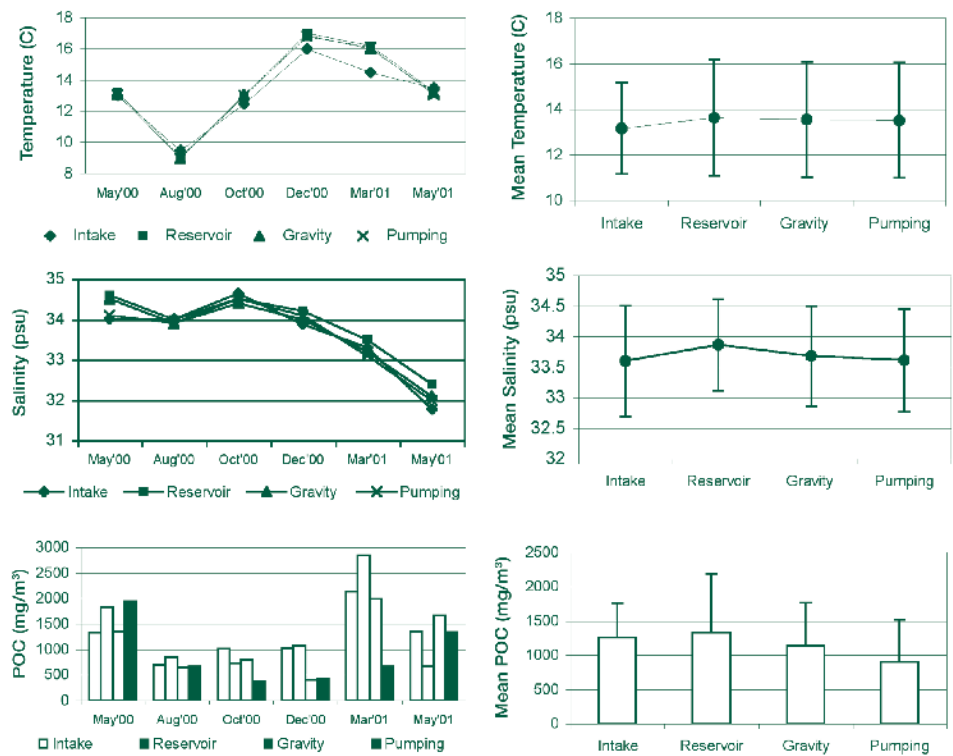 Temperature (C)
18
16
14
12
10
8
May'00 Aug'00 Oct'00 Dec'00 Mar'01 May'01
Intake Reservoir Gravity Pumping
Mean Temperature (C)
18
16
14
12
10
Intake Reservoir Gravity Pumping
Salinity (psu)
35
34
33
32
31
May'00 Aug'00 Oct'00 Dec'00 Mar'01 May'01
Intake Reservoir Gravity Pumping
Mean Salinity (psu)
35
34.5
34
33.5
33
32.5
32
Intake Reservoir Gravity Pumping
POC (mg/m³)
3000
2500
2000
1500
1000
500
0
May'00 Aug'00 Oct'00 Dec'00 Mar'01 May'01
Intake Reservoir Gravity Pumping
Mean POC (mg/m³)
2500
2000
1500
1000
500
0
Intake Reservoir Gravity Pumping